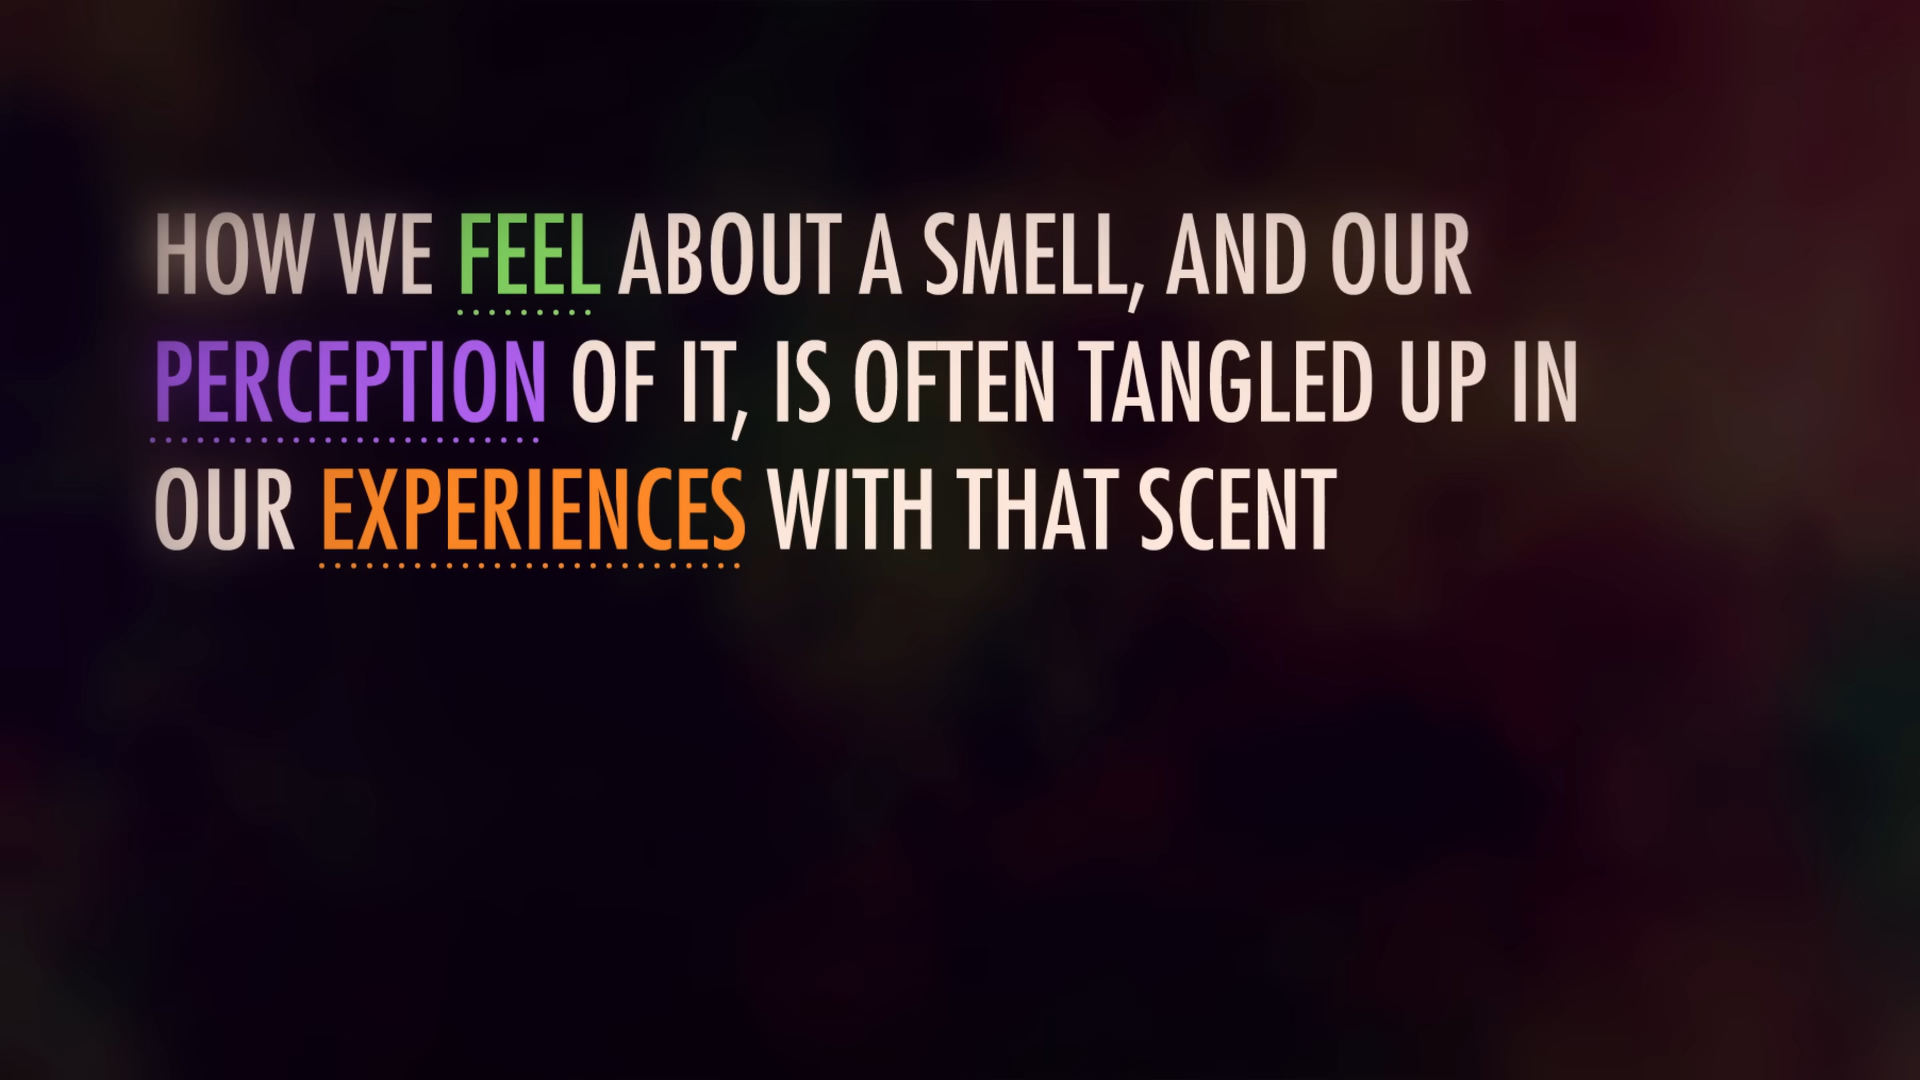 HOW WE FEEL ABOUT A SMELL, AND OUR
PERCEPTION OF IT, IS OFTEN TANGLED UP IN
OUR EXPERIENCES WITH THAT SCENT